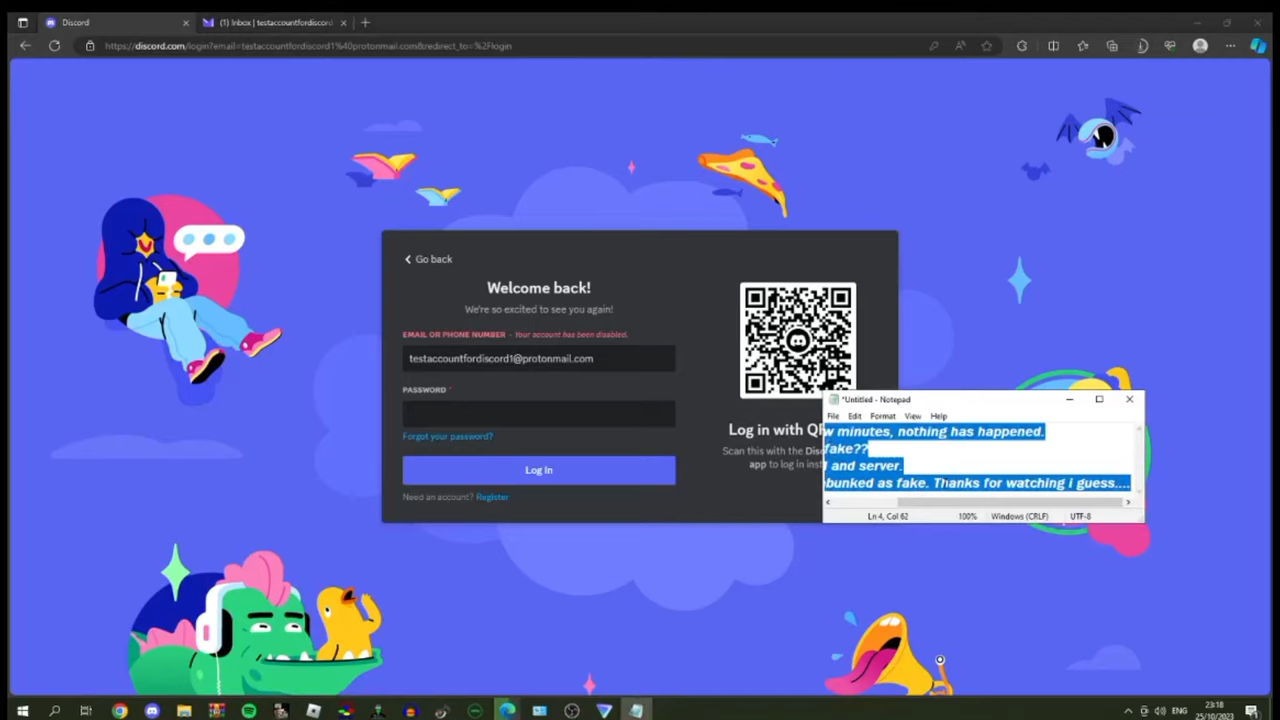 Discord
(1) Inbox | testaccountfordiscord
https://discord.com/login?email=testaccountfordiscord1%40protonmail.com&redirect_to=%2Flogin
Go back
Welcome back!
We're so excited to see you again!
EMAIL OR PHONE NUMBER - Your account has been disabled.
testaccountfordiscord1@protonmail.com
PASSWORD *
Forgot your password?
Log In
Need an account? Register
Log in with QR
Scan this with the Disc
app to log in inst
*Untitled - Notepad
File Edit Format View Help
w minutes, nothing has happened.
fake??
and server.
bunked as fake. Thanks for watching i guess....
Ln 4, Col 62 100% Windows (CRLF) UTF-8
ENG
23:18
25/10/2023